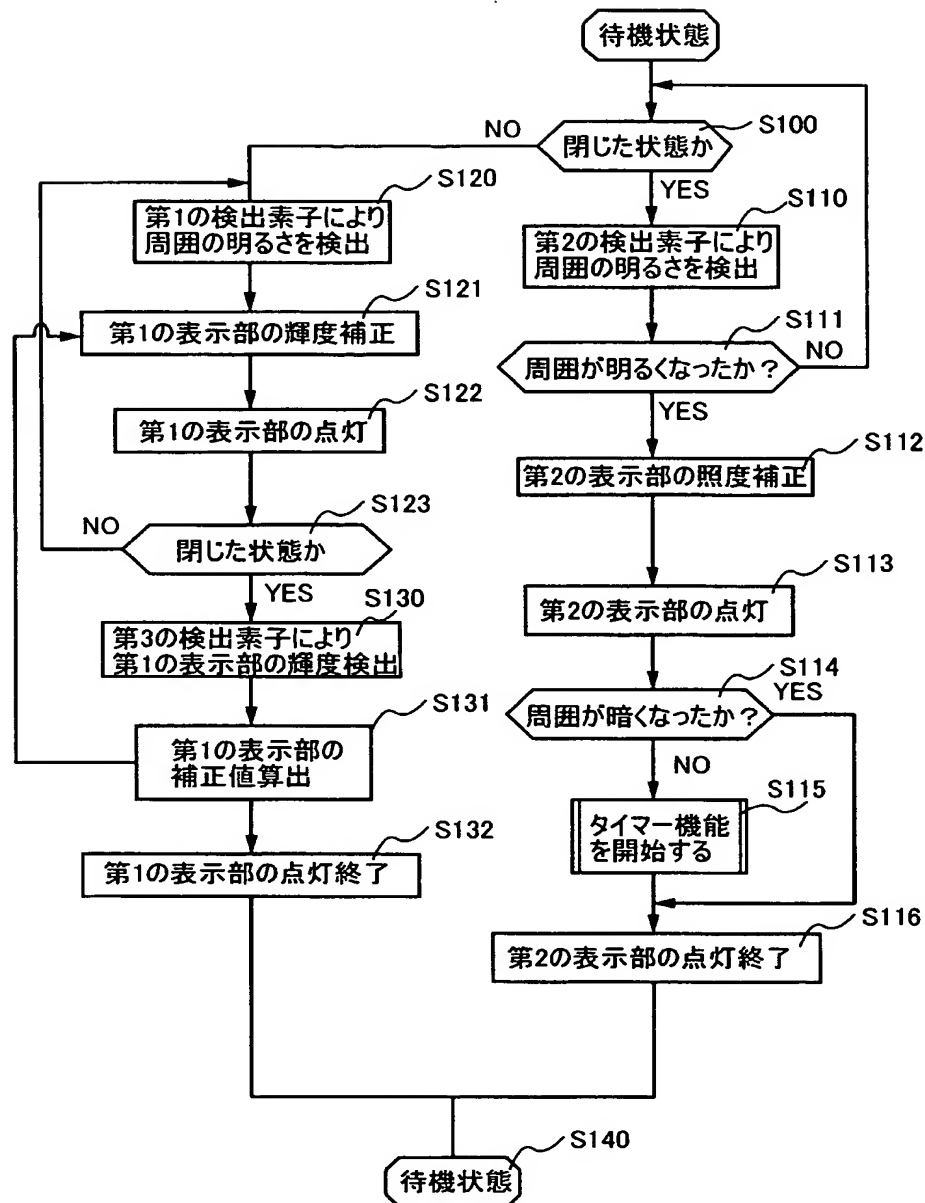 待機状態
NO
閉じた状態か
S100
YES
S120
第1の検出素子により
周囲の明るさを検出
S110
第2の検出素子により
周囲の明るさを検出
S121
第1の表示部の輝度補正
S111
周囲が明るくなったか？
NO
YES
S122
第1の表示部の点灯
S112
第2の表示部の照度補正
S123
NO
閉じた状態か
YES
S113
第2の表示部の点灯
S130
第3の検出素子により
第1の表示部の輝度検出
S114
YES
周囲が暗くなったか？
NO
S131
第1の表示部の
補正値算出
S115
タイマー機能
を開始する
S132
第1の表示部の点灯終了
S116
第2の表示部の点灯終了
S140
待機状態